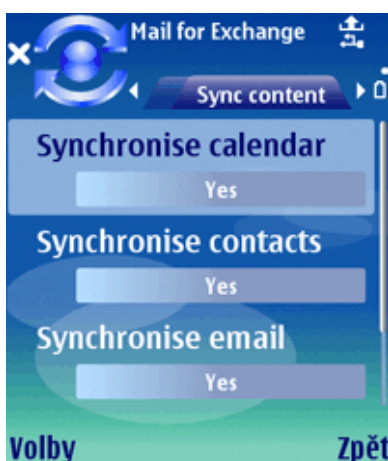 Mail for Exchange
Sync content
Synchronise calendar
Yes
Synchronise contacts
Yes
Synchronise email
Yes
Volby Zpět